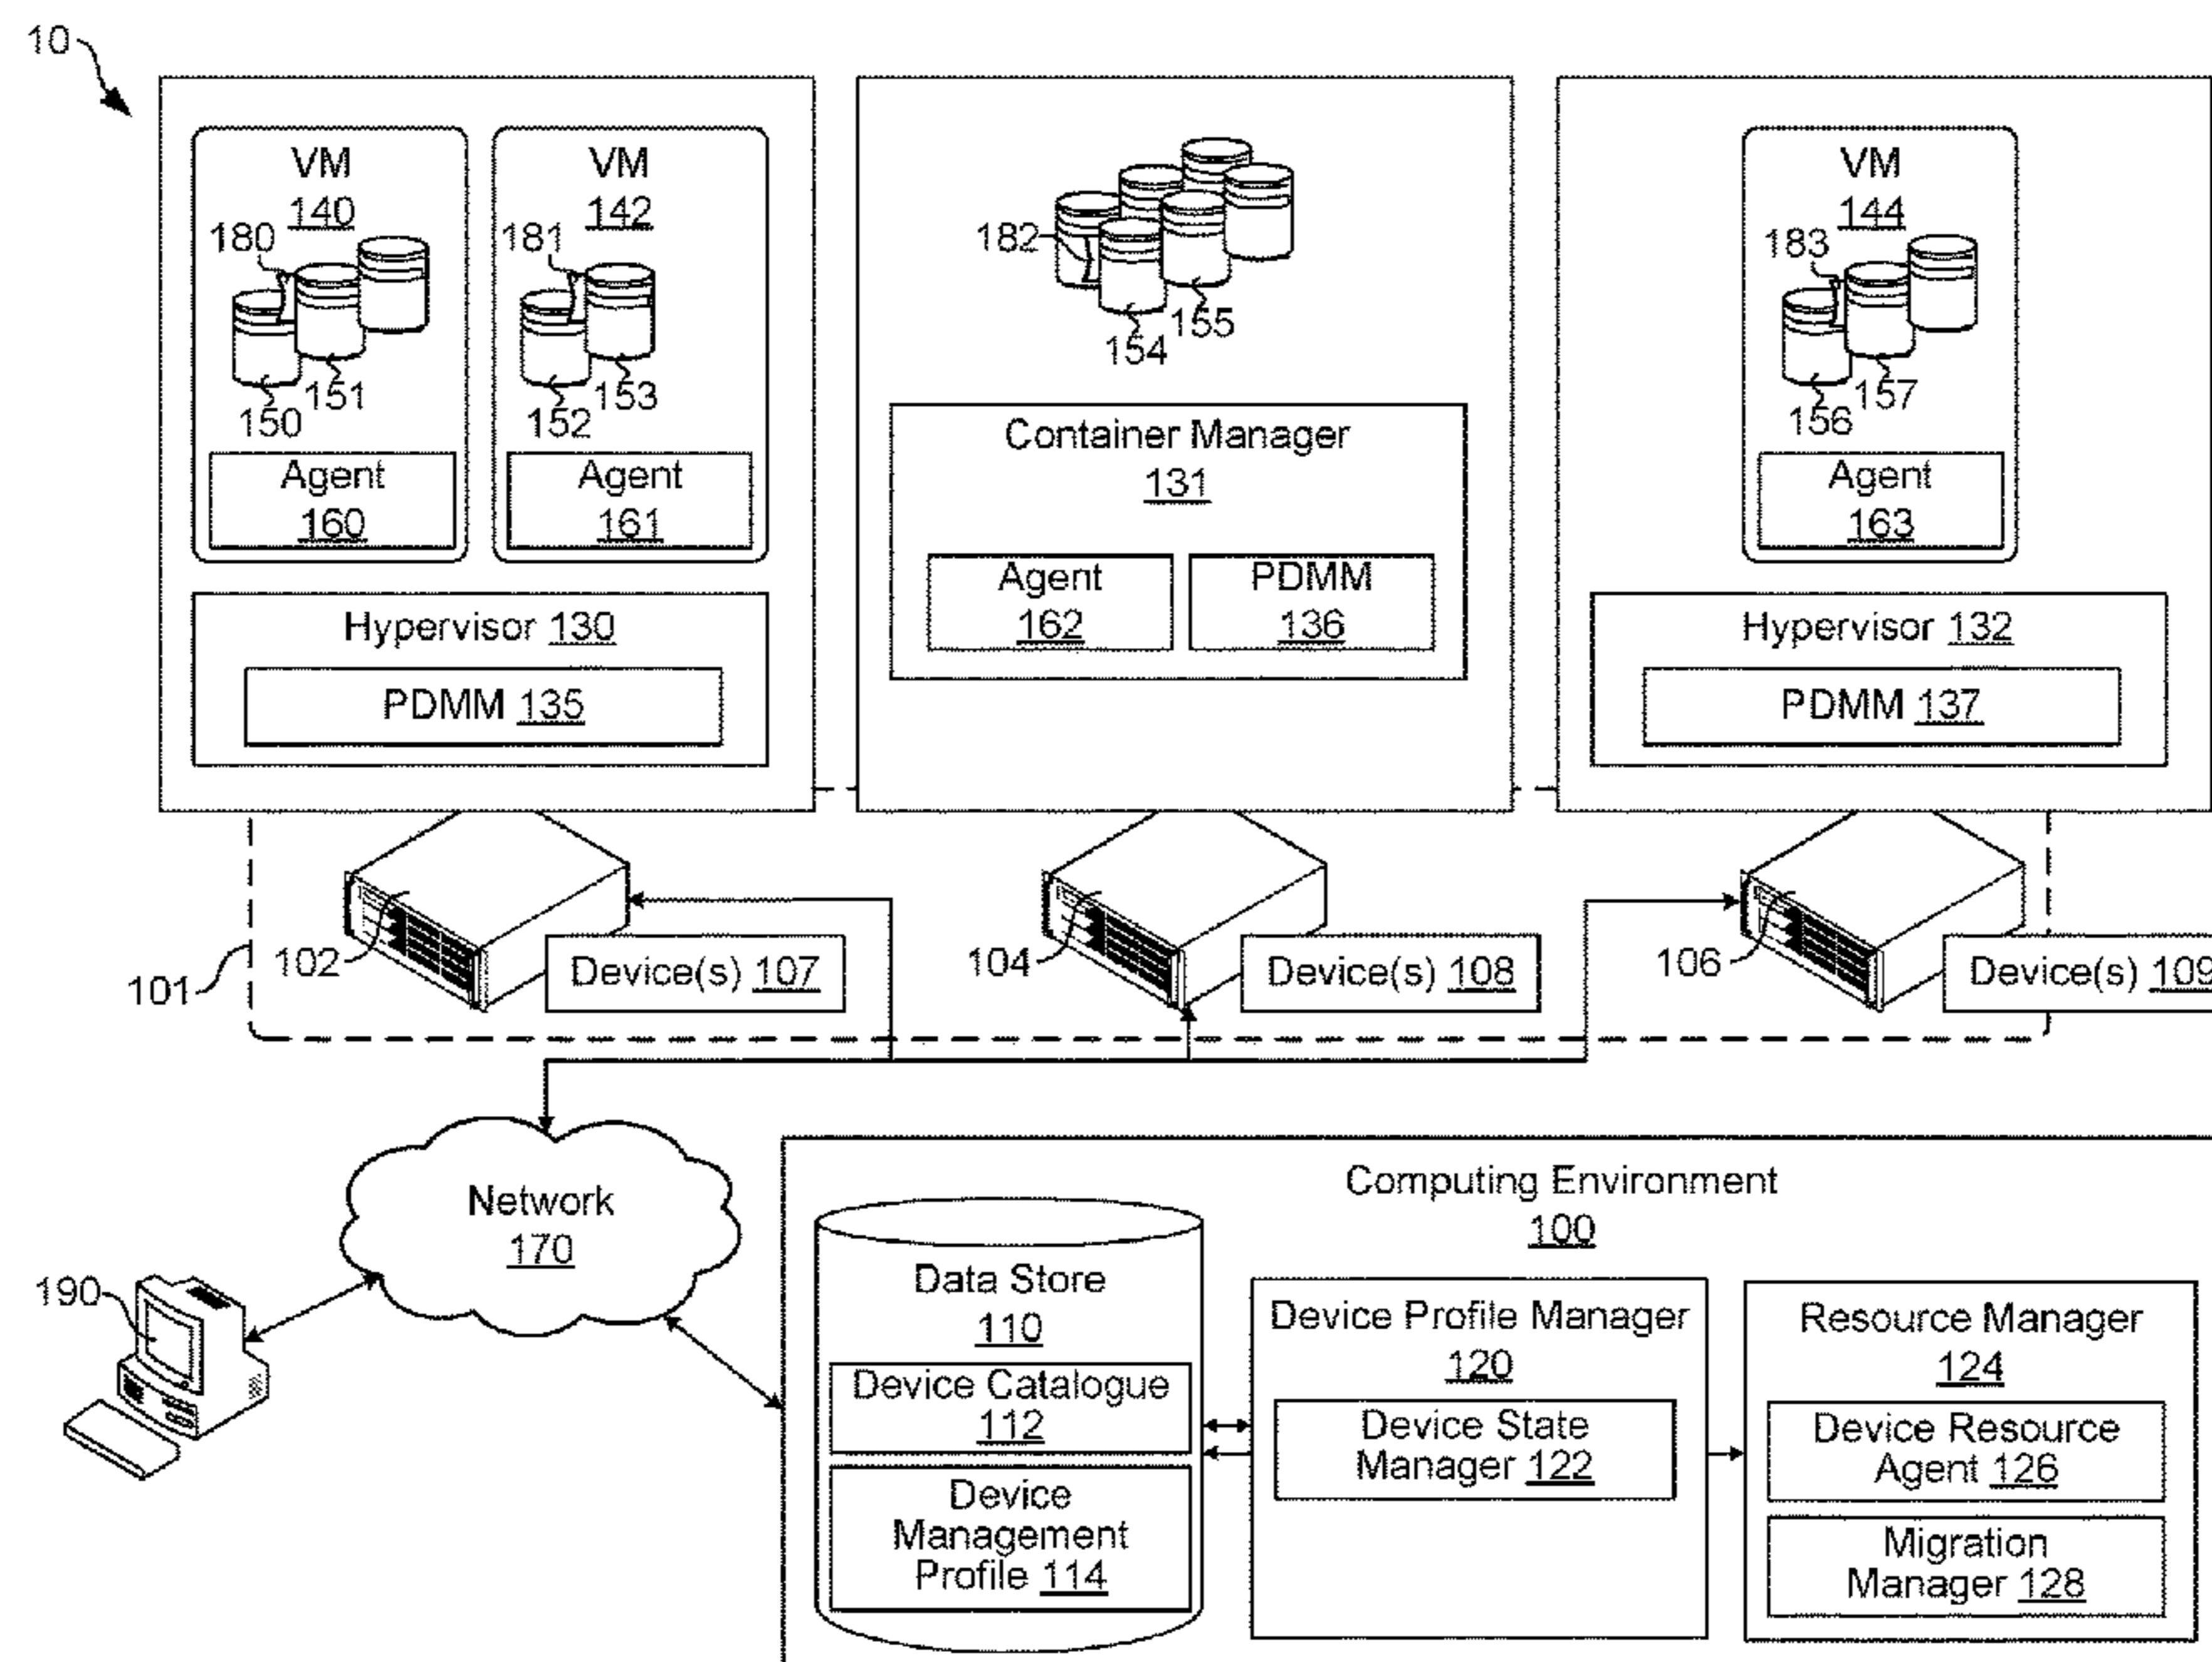 10
VM
140
180
151
150
Agent
160
VM
142
181
153
152
Agent
161
Hypervisor 130
PDMM 135
182
155
154
Container Manager
131
Agent
162
PDMM
136
VM
144
183
157
156
Agent
163
Hypervisor 132
PDMM 137
101
102
Device(s) 107
104
Device(s) 108
106
Device(s) 109
Network
170
190
Computing Environment
100
Data Store
110
Device Catalogue
112
Device
Management
Profile 114
Device Profile Manager
120
Device State
Manager 122
Resource Manager
124
Device Resource
Agent 126
Migration
Manager 128